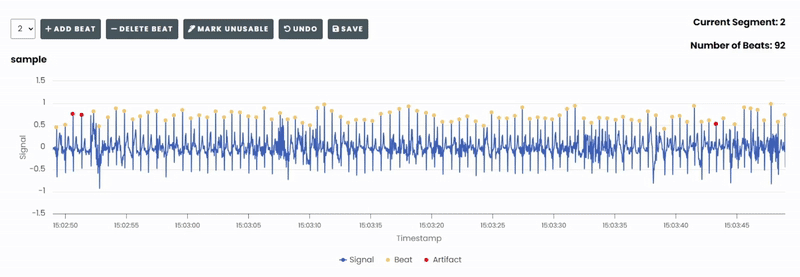 2 + ADD BEAT − DELETE BEAT MARK UNUSABLE UNDO SAVE
Current Segment: 2
Number of Beats: 92
sample
1.5
1
0.5
0
−0.5
−1
−1.5
Signal
15:02:50 15:02:55 15:03:00 15:03:05 15:03:10 15:03:15 15:03:20 15:03:25 15:03:30 15:03:35 15:03:40 15:03:45
Timestamp
Signal Beat Artifact